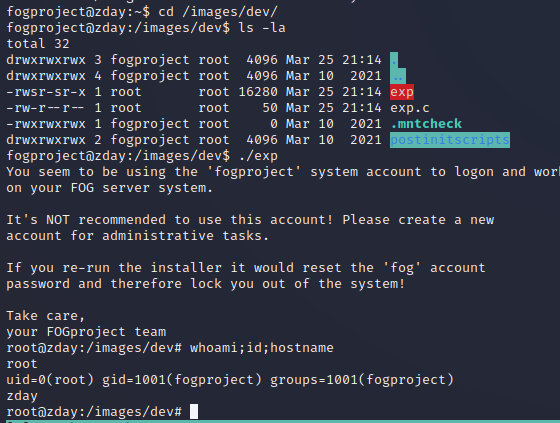 fogproject@zday:~$ cd /images/dev/
fogproject@zday:/images/dev$ ls -la
total 32
drwxrwxrwx 3 fogproject root  4096 Mar 25 21:14 .
drwxrwxrwx 4 fogproject root  4096 Mar 10  2021 ..
-rwsr-sr-x 1 root       root 16280 Mar 25 21:14 exp
-rw-r--r-- 1 root       root    50 Mar 25 21:14 exp.c
-rwxrwxrwx 1 fogproject root     0 Mar 10  2021 .mntcheck
drwxrwxrwx 2 fogproject root  4096 Mar 10  2021 postinitscripts
fogproject@zday:/images/dev$ ./exp
You seem to be using the 'fogproject' system account to logon and work
on your FOG server system.

It's NOT recommended to use this account! Please create a new
account for administrative tasks.

If you re-run the installer it would reset the 'fog' account
password and therefore lock you out of the system!

Take care,
your FOGproject team
root@zday:/images/dev# whoami;id;hostname
root
uid=0(root) gid=1001(fogproject) groups=1001(fogproject)
zday
root@zday:/images/dev#